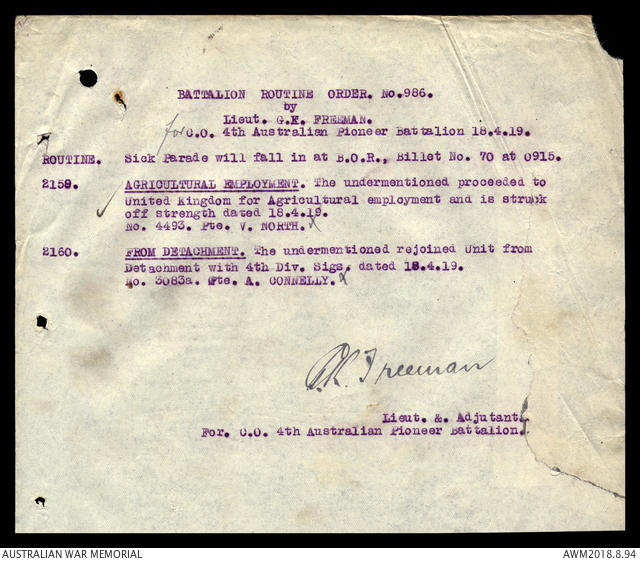 BATTALION ROUTINE ORDER. No.986.
by
Lieut. G.K. FREEMAN.
for C.O. 4th Australian Pioneer Battalion 18.4.19.
ROUTINE. Sick Parade will fall in at B.O.R., Billet No. 70 at 0915.
2159. AGRICULTURAL EMPLOYMENT. The undermentioned proceeded to
United Kingdom for Agricultural employment and is struck
off strength dated 18.4.19.
No. 4493. Pte. V. NORTH.
2160. FROM DETACHMENT. The undermentioned rejoined Unit from
Detachment with 4th Div. Sigs. dated 18.4.19.
No. 3083a. Pte. A. CONNELLY.
Freeman
Lieut. &. Adjutant.
For. C.O. 4th Australian Pioneer Battalion.
AUSTRALIAN WAR MEMORIAL AWM2018.8.94